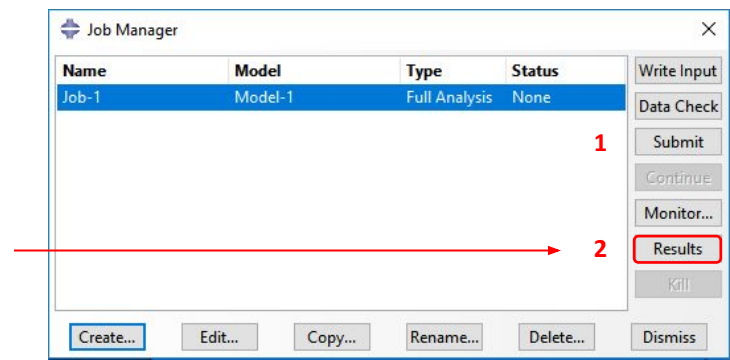 Job Manager
Name Model Type Status Write Input
Job-1 Model-1 Full Analysis None Data Check
1 Submit
Continue
Monitor...
2 Results
Kill
Create... Edit... Copy... Rename... Delete... Dismiss